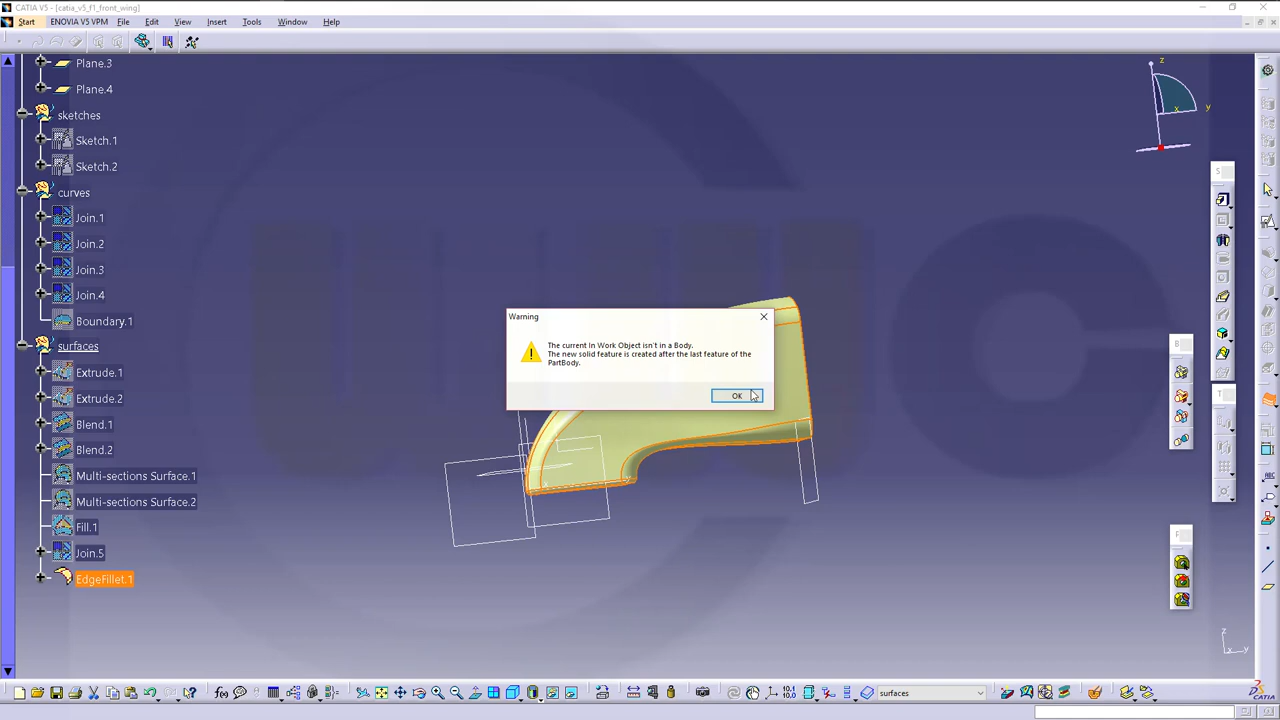 CATIA V5 - [catia_v5_f1_front_wing]
Start ENOVIA V5 VPM File Edit View Insert Tools Window Help
Plane.3
Plane.4
sketches
Sketch.1
Sketch.2
curves
Join.1
Join.2
Join.3
Join.4
Boundary.1
surfaces
Extrude.1
Extrude.2
Blend.1
Blend.2
Multi-sections Surface.1
Multi-sections Surface.2
Fill.1
Join.5
EdgeFillet.1
z
x y
S
B
T
F
Warning
The current In Work Object isn't in a Body.
The new solid feature is created after the last feature of the
PartBody.
OK
z
x y
f(x)
10.0
surfaces
CATIA